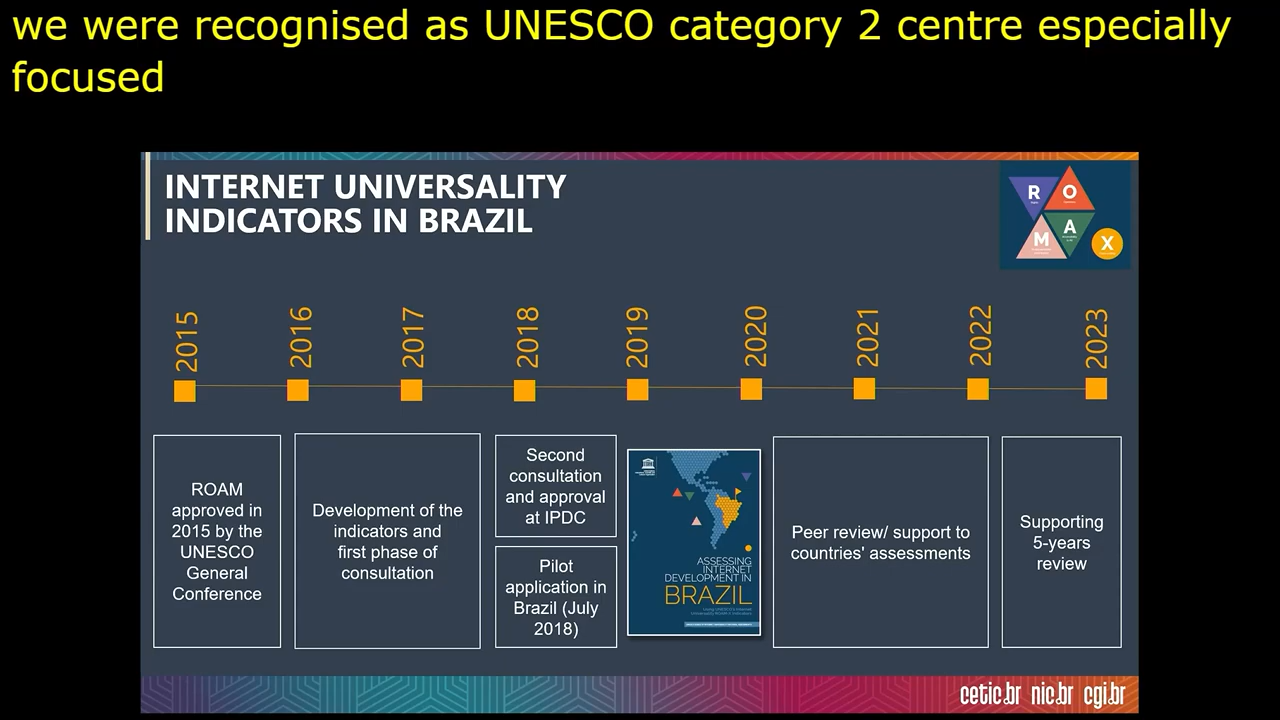 we were recognised as UNESCO category 2 centre especially
focused
INTERNET UNIVERSALITY
INDICATORS IN BRAZIL
R
O
M
A
X
2015
2016
2017
2018
2019
2020
2021
2022
2023
ROAM
approved in
2015 by the
UNESCO
General
Conference
Development of the
indicators and
first phase of
consultation
Second
consultation
and approval
at IPDC
Pilot
application in
Brazil (July
2018)
ASSESSING
INTERNET
DEVELOPMENT IN
BRAZIL
Peer review/ support to
countries' assessments
Supporting
5-years
review
cetic.br nic.br cgi.br